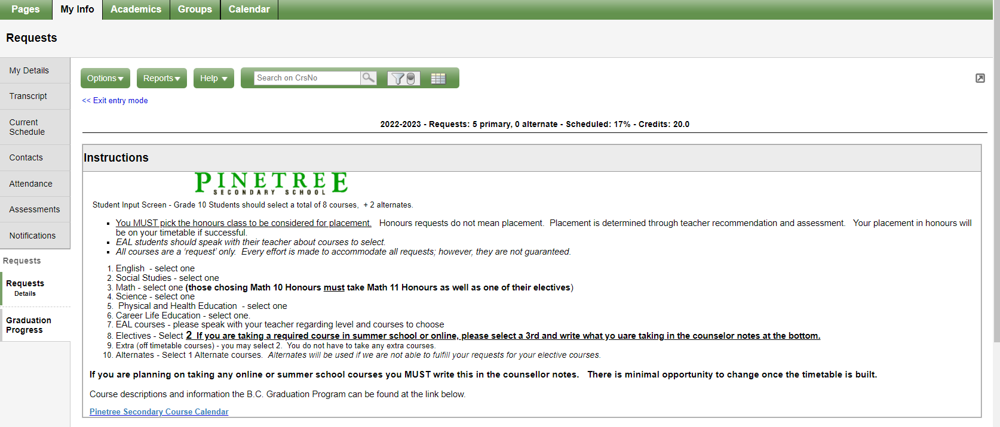 Pages My Info Academics Groups Calendar
Requests
My Details
Transcript
Current
Schedule
Contacts
Attendance
Assessments
Notifications
Requests
Requests
Details
Graduation
Progress
Options Reports Help Search on CrsNo
<< Exit entry mode
2022-2023 - Requests: 5 primary, 0 alternate - Scheduled: 17% - Credits: 20.0
Instructions
PINETREE
SECONDARY SCHOOL
Student Input Screen - Grade 10 Students should select a total of 8 courses,  + 2 alternates.
▪ You MUST pick the honours class to be considered for placement.   Honours requests do not mean placement.  Placement is determined through teacher recommendation and assessment.   Your placement in honours will
be on your timetable if successful.
▪ EAL students should speak with their teacher about courses to select.
▪ All courses are a 'request' only.  Every effort is made to accommodate all requests; however, they are not guaranteed.
1. English  - select one
2. Social Studies - select one
3. Math - select one (those chosing Math 10 Honours must take Math 11 Honours as well as one of their electives)
4. Science - select one
5.  Physical and Health Education  - select one
6. Career Life Education - select one.
7. EAL courses - please speak with your teacher regarding level and courses to choose
8. Electives - Select 2  If you are taking a required course in summer school or online, please select a 3rd and write what yo uare taking in the counselor notes at the bottom.
9. Extra (off timetable courses) - you may select 2.  You do not have to take any extra courses.
10. Alternates - Select 1 Alternate courses.  Alternates will be used if we are not able to fulfill your requests for your elective courses.
If you are planning on taking any online or summer school courses you MUST write this in the counsellor notes.   There is minimal opportunity to change once the timetable is built.
Course descriptions and information the B.C. Graduation Program can be found at the link below.
Pinetree Secondary Course Calendar